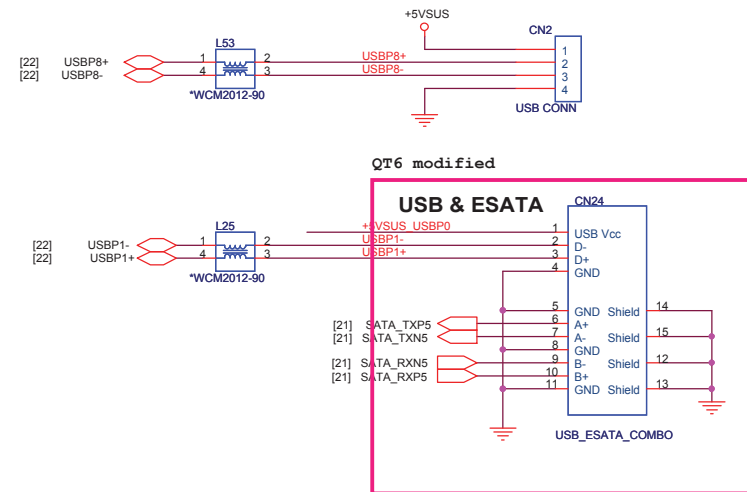 +5VSUS
L53 CN2
[22] USBP8+ 1 2 USBP8+ 1
[22] USBP8- 4 3 USBP8- 2
3
4
*WCM2012-90
USB CONN
QT6 modified
USB & ESATA CN24
L25 +5VSUS_USBP0 1 USB Vcc
[22] USBP1- 1 2 USBP1- 2 D-
[22] USBP1+ 4 3 USBP1+ 3 D+
4 GND
*WCM2012-90
5 GND Shield 14
[21] SATA_TXP5 6 A+
[21] SATA_TXN5 7 A- Shield 15
8 GND
[21] SATA_RXN5 9 B- Shield 12
[21] SATA_RXP5 10 B+
11 GND Shield 13
USB_ESATA_COMBO